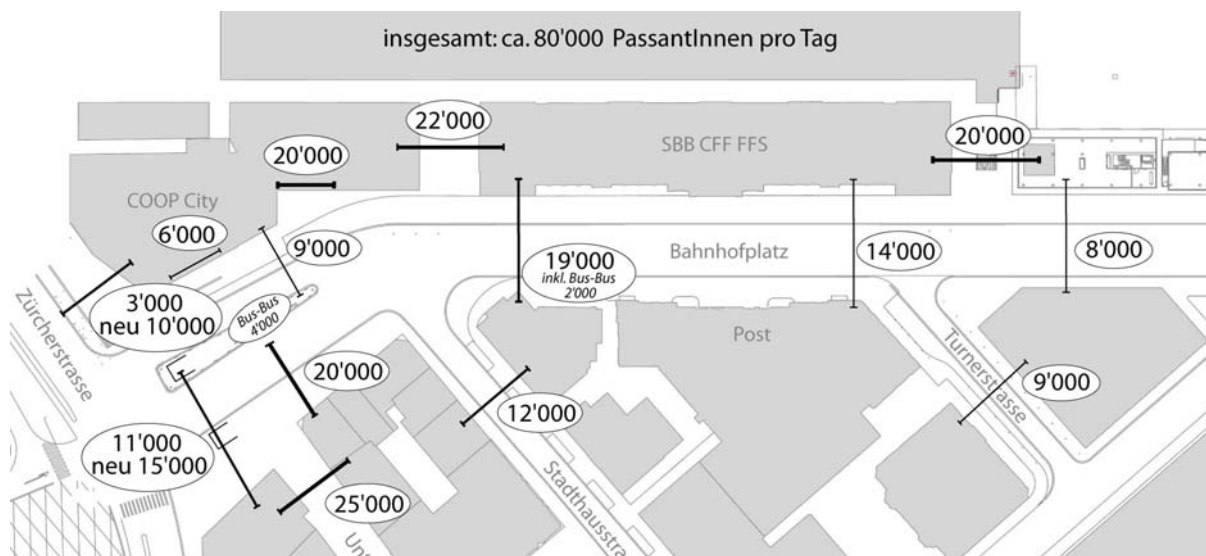 insgesamt: ca. 80'000 PassantInnen pro Tag
22'000
SBB CFF FFS
20'000
20'000
COOP City
6'000
9'000
Bahnhofplatz
19'000
inkl. Bus-Bus
2'000
14'000
8'000
3'000
neu 10'000
Zürcherstrasse
Bus-Bus
4'000
Post
20'000
Turnerstrasse
9'000
12'000
11'000
neu 15'000
25'000
Stadthausstra
Unt